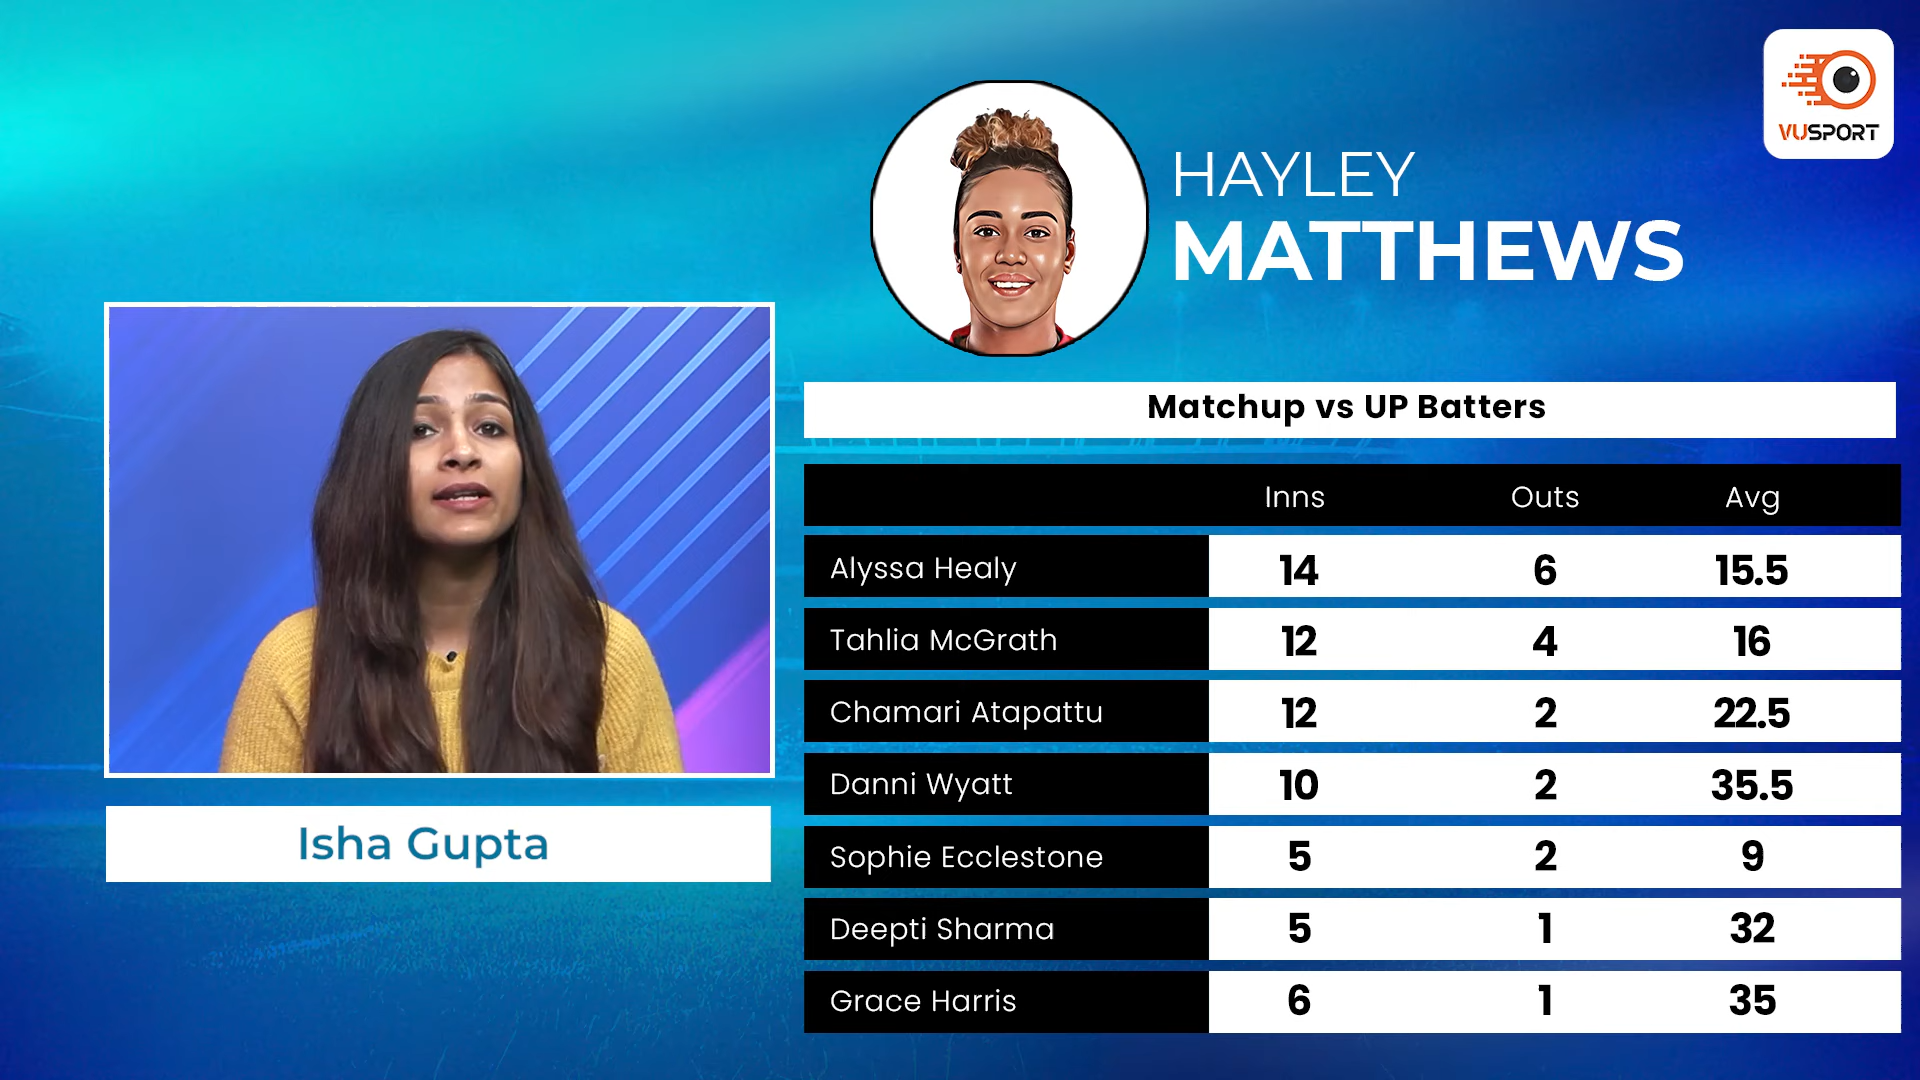 VUSPORT
HAYLEY
MATTHEWS
Matchup vs UP Batters
Inns Outs Avg
Alyssa Healy 14 6 15.5
Tahlia McGrath 12 4 16
Chamari Atapattu 12 2 22.5
Danni Wyatt 10 2 35.5
Sophie Ecclestone 5 2 9
Deepti Sharma 5 1 32
Grace Harris 6 1 35
Isha Gupta